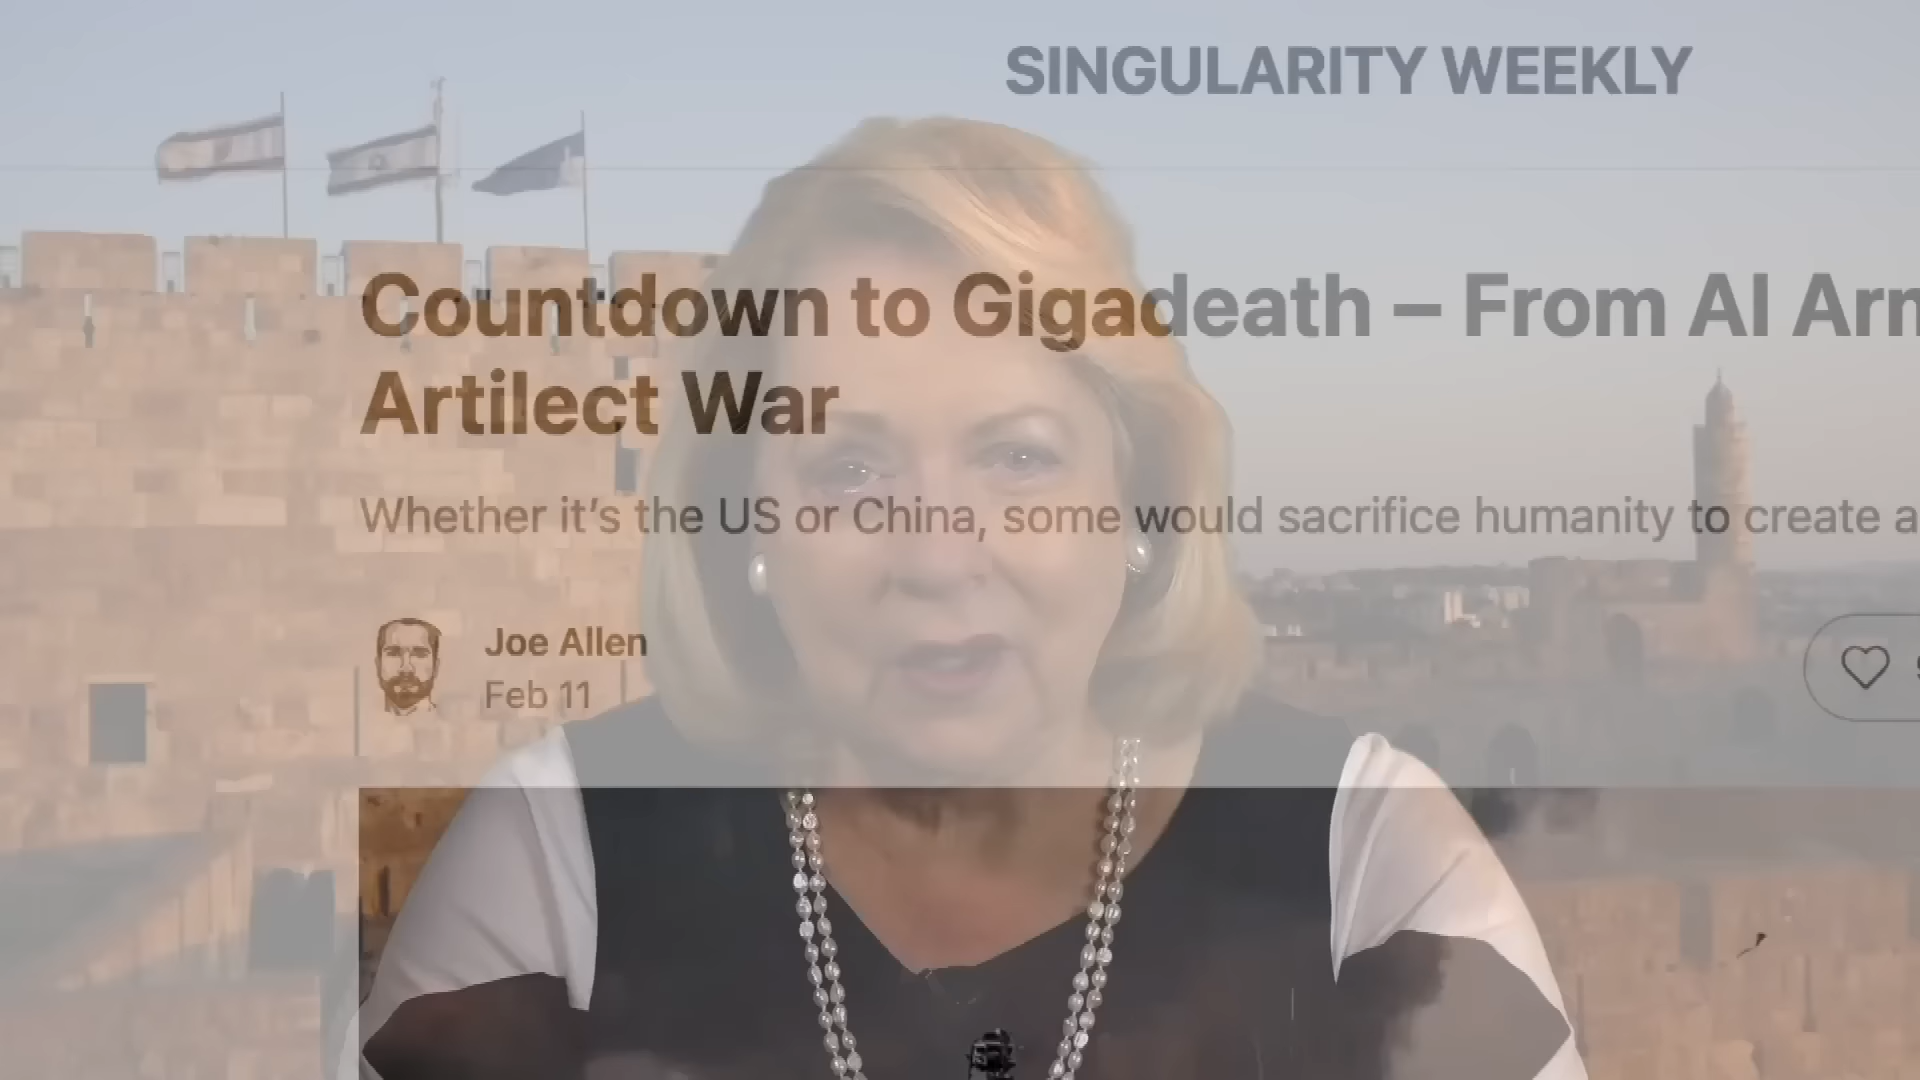 SINGULARITY WEEKLY
Countdown to Gigadeath – From AI Arm
Artilect War
Whether it's the US or China, some would sacrifice humanity to create a
Joe Allen
Feb 11